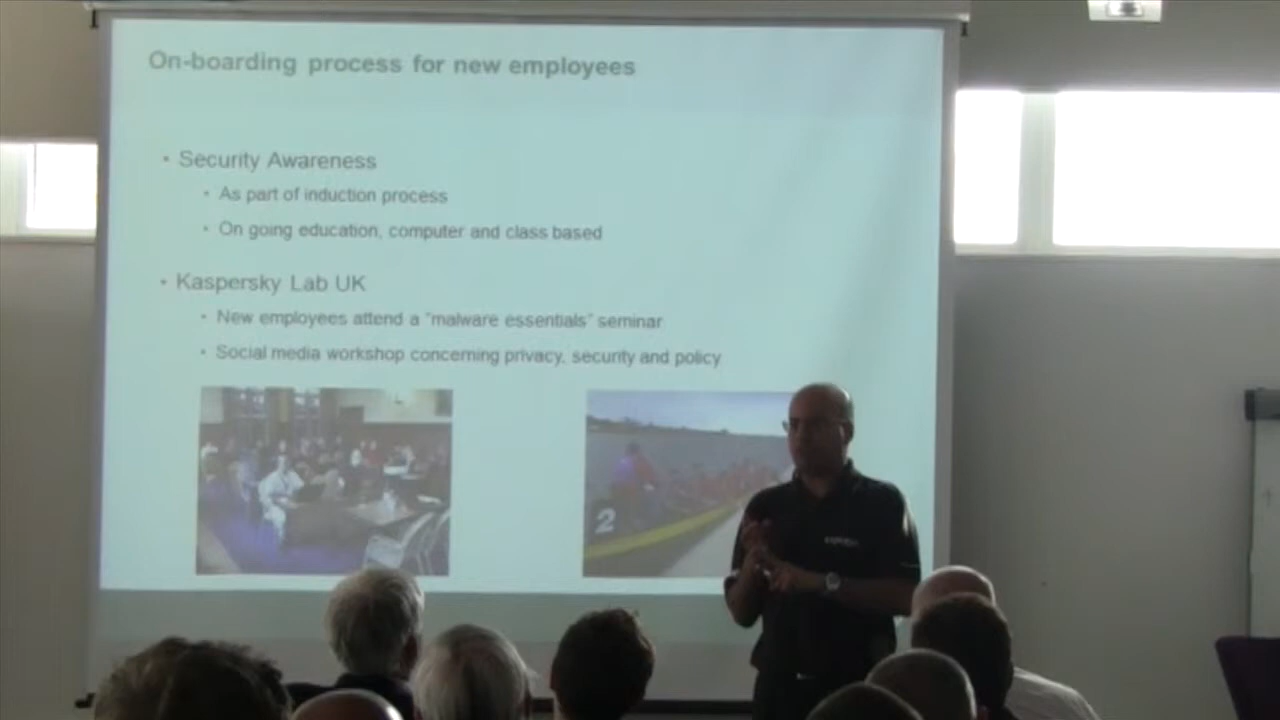 On-boarding process for new employees
• Security Awareness
• As part of induction process
• On going education, computer and class based
• Kaspersky Lab UK
• New employees attend a "malware essentials" seminar
• Social media workshop concerning privacy, security and policy
2